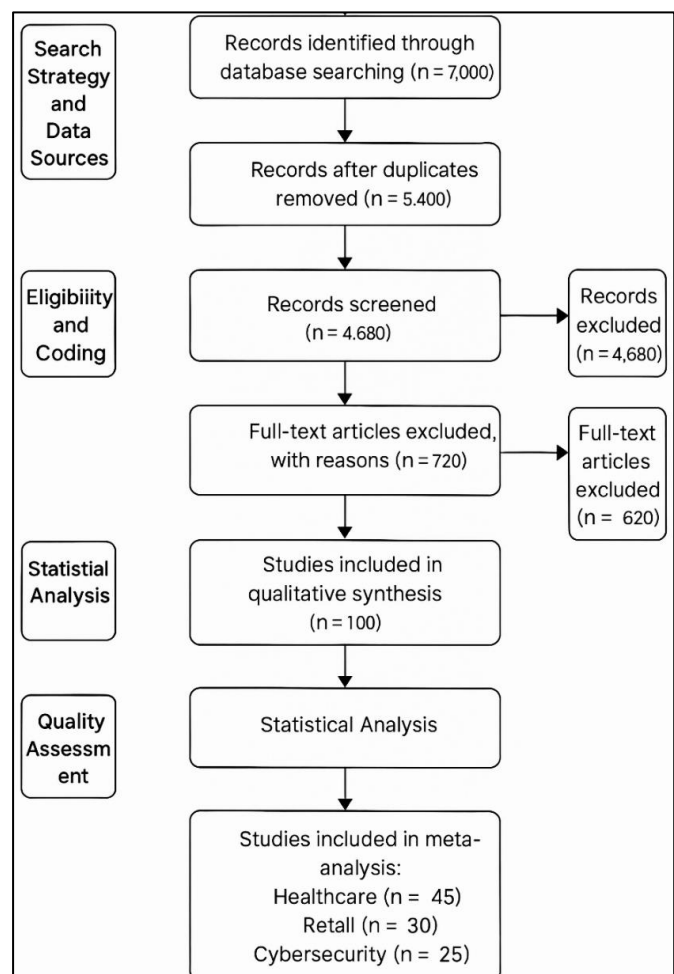 Search
Strategy
and
Data
Sources
Records identified through
database searching (n = 7,000)
Records after duplicates
removed (n = 5.400)
Eligibiiity
and
Coding
Records screened
(n = 4.680)
Records
excluded
(n = 4,680)
Full-text articles excluded,
with reasons (n = 720)
Full-text
articles
excluded
(n = 620)
Statistial
Analysis
Studies included in
qualitative synthesis
(n = 100)
Quality
Assessm
ent
Statistical Analysis
Studies included in meta-
analysis:
Healthcare (n = 45)
Retall (n = 30)
Cybersecurity (n = 25)